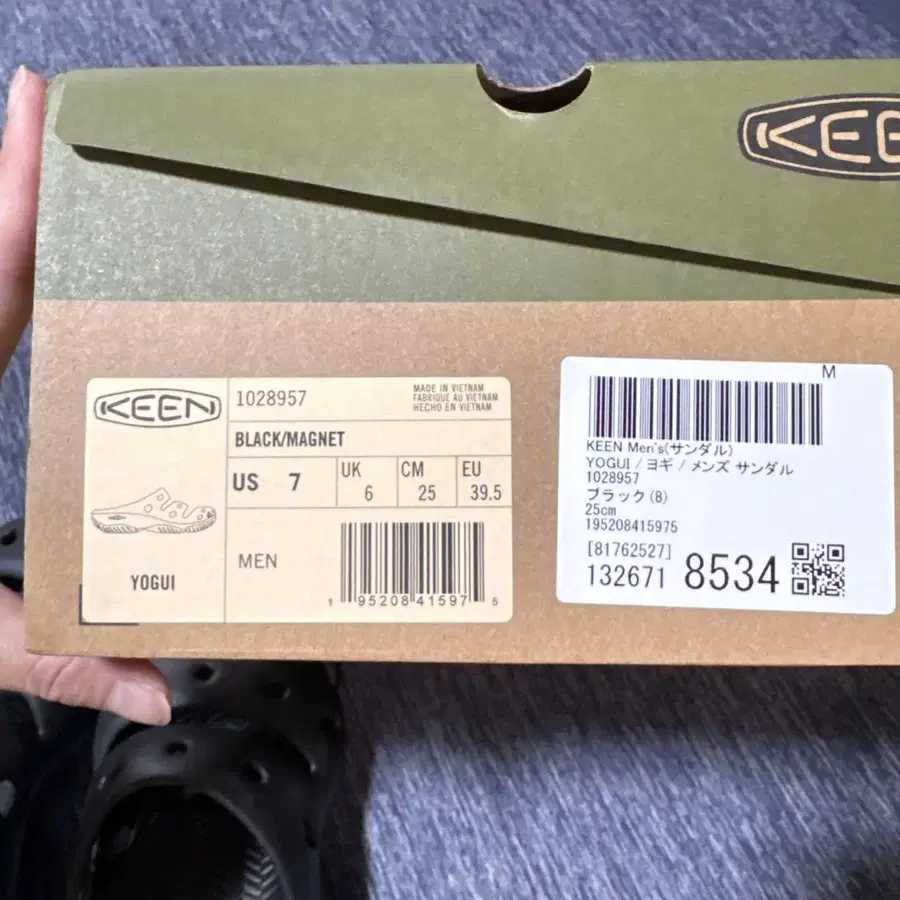 KEE
KEEN
1028957
MADE IN VIETNAM
FABRIQUE AU VIETNAM
HECHO EN VIETNAM
BLACK/MAGNET
US 7
UK 6
CM 25
EU 39.5
YOGUI
MEN
1 95208 41597 5
M
KEEN Men's(サンダル)
YOGUI / ヨギ / メンズ サンダル
1028957
ブラック(8)
25cm
195208415975
[81762527]
132671 8534